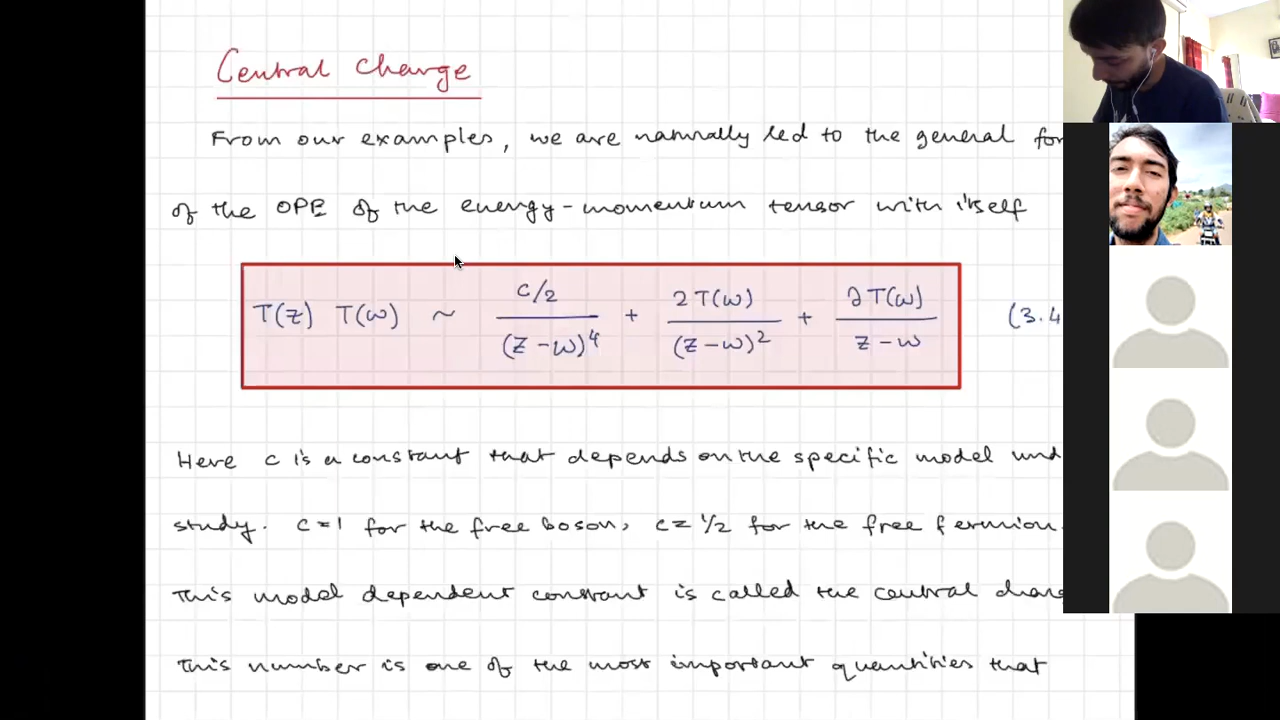 Central Charge
From our examples, we are naturally led to the general for
of the OPE of the energy-momentum tensor with itself
T(z) T(ω) ~ c/2 / (z-ω)^4 + 2T(ω) / (z-ω)^2 + ∂T(ω) / z-ω (3.4
Here c is a constant that depends on the specific model und
study. c=1 for the free boson, c=1/2 for the free fermion.
This model dependent constant is called the central char
This number is one of the most important quantities that